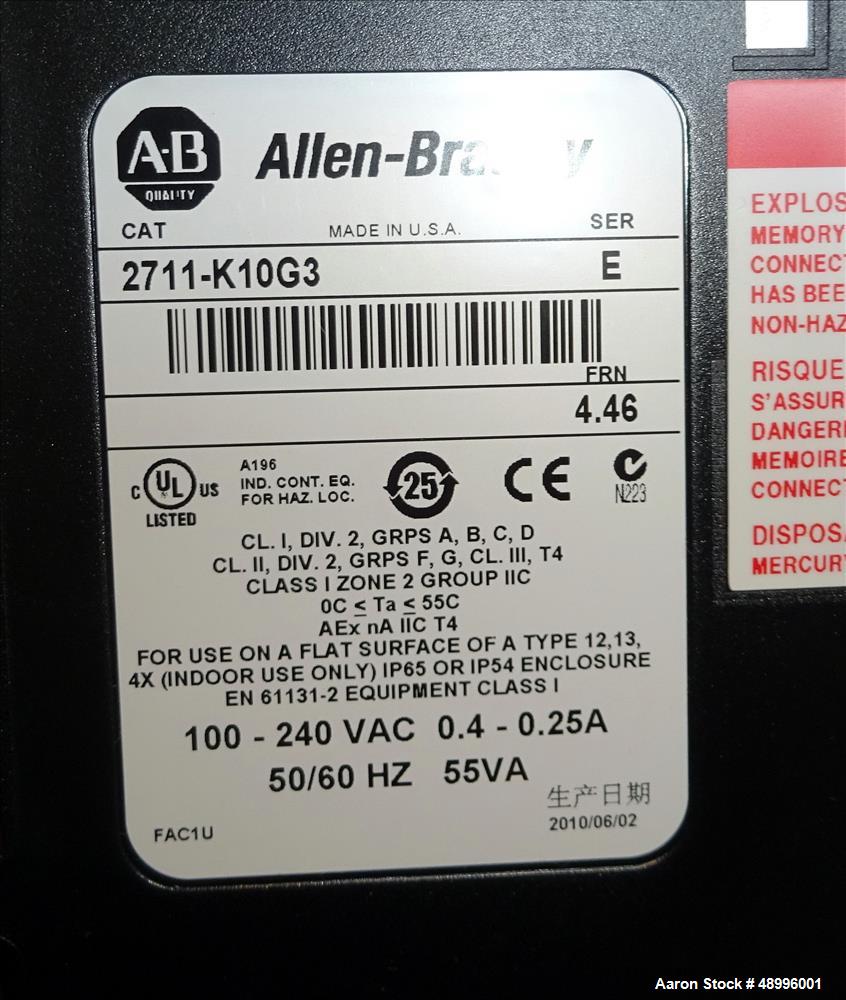 A-B
QUALITY
Allen-Bradley
CAT
MADE IN U.S.A.
SER
2711-K10G3
E
FRN
4.46
C UL US
LISTED
A196
IND. CONT. EQ.
FOR HAZ. LOC.
25
CE
N223
CL. I, DIV. 2, GRPS A, B, C, D
CL. II, DIV. 2, GRPS F, G, CL. III, T4
CLASS I ZONE 2 GROUP IIC
0C ≤ Ta ≤ 55C
AEx nA IIC T4
FOR USE ON A FLAT SURFACE OF A TYPE 12,13,
4X (INDOOR USE ONLY) IP65 OR IP54 ENCLOSURE
EN 61131-2 EQUIPMENT CLASS I
100 - 240 VAC 0.4 - 0.25A
50/60 HZ 55VA
生产日期
2010/06/02
FAC1U
EXPLOS
MEMORY
CONNECT
HAS BEE
NON-HAZ
RISQUE
S'ASSUR
DANGER
MEMOIRE
CONNECT
DISPOSA
MERCURY
Aaron Stock # 48996001